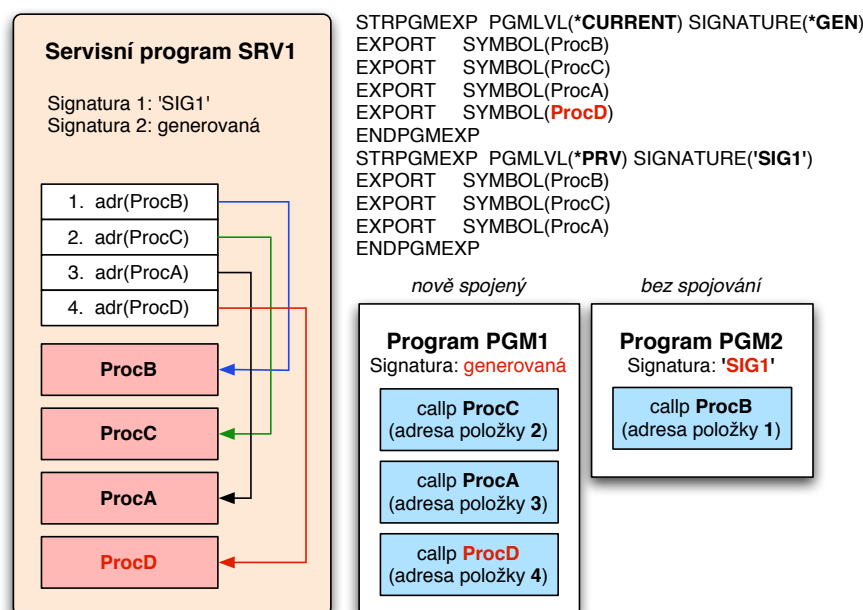 Servisní program SRV1
Signatura 1: 'SIG1'
Signatura 2: generovaná
1. adr(ProcB)
2. adr(ProcC)
3. adr(ProcA)
4. adr(ProcD)
ProcB
ProcC
ProcA
ProcD
STRPGMEXP PGMLVL(*CURRENT) SIGNATURE(*GEN)
EXPORT SYMBOL(ProcB)
EXPORT SYMBOL(ProcC)
EXPORT SYMBOL(ProcA)
EXPORT SYMBOL(ProcD)
ENDPGMEXP
STRPGMEXP PGMLVL(*PRV) SIGNATURE('SIG1')
EXPORT SYMBOL(ProcB)
EXPORT SYMBOL(ProcC)
EXPORT SYMBOL(ProcA)
ENDPGMEXP
nově spojený
Program PGM1
Signatura: generovaná
callp ProcC
(adresa položky 2)
callp ProcA
(adresa položky 3)
callp ProcD
(adresa položky 4)
bez spojování
Program PGM2
Signatura: 'SIG1'
callp ProcB
(adresa položky 1)